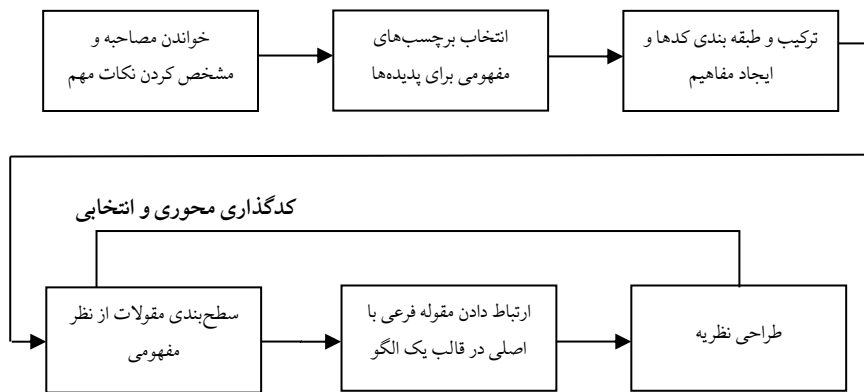 خواندن مصاحبه و
مشخص کردن نکات مهم
انتخاب برچسب‌های
مفهومی برای پدیده‌ها
ترکیب و طبقه بندی کدها و
ایجاد مفاهیم
کدگذاری محوری و انتخابی
سطح‌بندی مقولات از نظر
مفهومی
ارتباط دادن مقوله فرعی با
اصلی در قالب یک الگو
طراحی نظریه